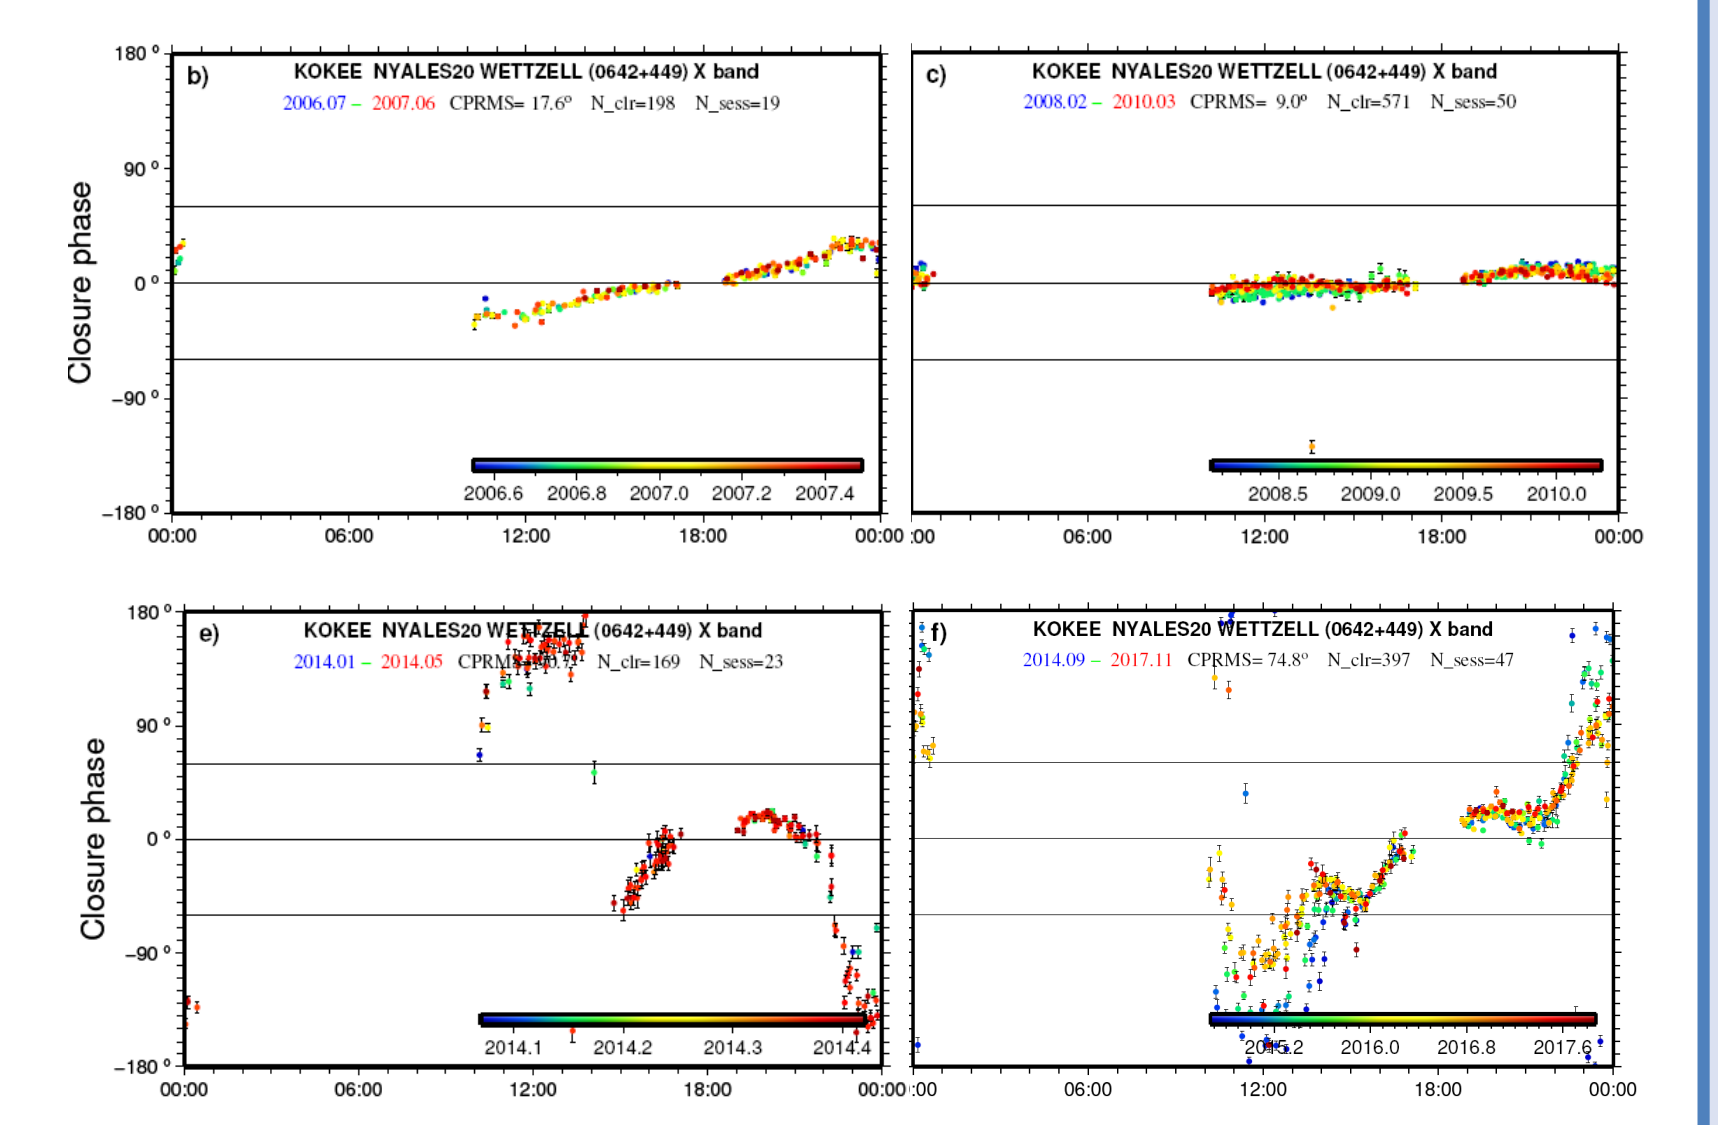 b)
KOKEE NYALES20 WETTZELL (0642+449) X band
2006.07 – 2007.06 CPRMS= 17.6º N_clr=198 N_sess=19
180 º
90 º
0 º
−90 º
−180 º
Closure phase
2006.6 2006.8 2007.0 2007.2 2007.4
00:00 06:00 12:00 18:00 00:00
c)
KOKEE NYALES20 WETTZELL (0642+449) X band
2008.02 – 2010.03 CPRMS= 9.0º N_clr=571 N_sess=50
2008.5 2009.0 2009.5 2010.0
:00 06:00 12:00 18:00 00:00
e)
KOKEE NYALES20 WETTZELL (0642+449) X band
2014.01 – 2014.05 N_clr=169 N_sess=23
180 º
90 º
0 º
−90 º
−180 º
Closure phase
2014.1 2014.2 2014.3 2014.4
00:00 06:00 12:00 18:00 00:00
f)
KOKEE NYALES20 WETTZELL (0642+449) X band
2014.09 – 2017.11 CPRMS= 74.8º N_clr=397 N_sess=47
2015.2 2016.0 2016.8 2017.6
:00 06:00 12:00 18:00 00:00